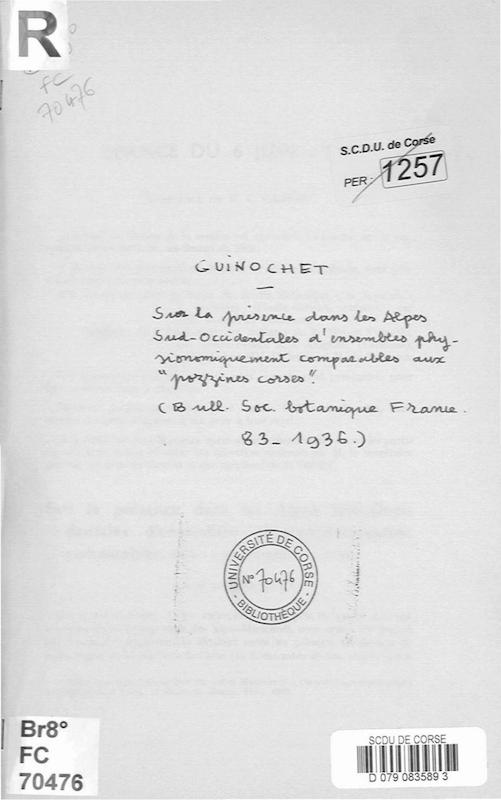 R
FC
70476
S.C.D.U. de Corse
PER - 1257
GUINOCHET
—
Sur la présence dans les Alpes
Sud-Occidentales d'ensembles phy-
sionomiquement comparables aux
"pozzines corses".
(Bull. Soc. botanique France.
83 - 1936.)
UNIVERSITÉ DE CORSE
N° 70476
BIBLIOTHÈQUE
Br8°
FC
70476
SCDU DE CORSE
D 079 083589 3